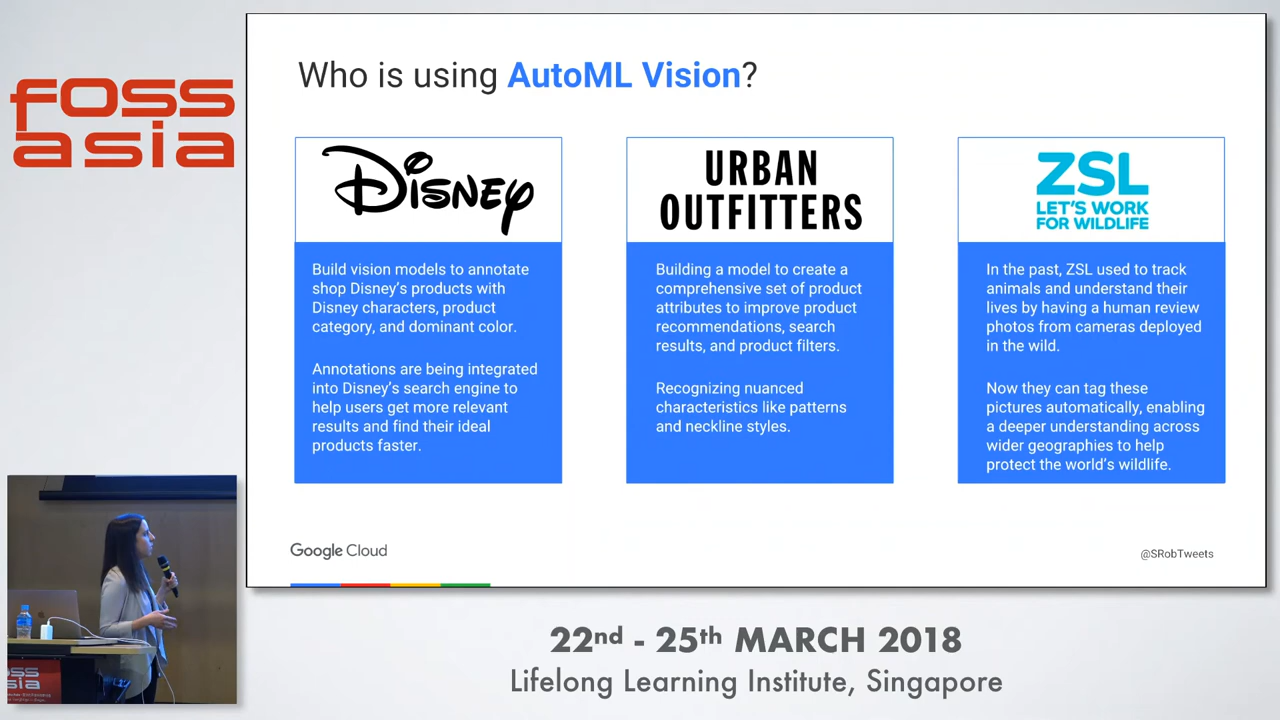 fOSS
asia
Who is using AutoML Vision?
Disney
URBAN
OUTFITTERS
ZSL
LET'S WORK
FOR WILDLIFE
Build vision models to annotate
shop Disney's products with
Disney characters, product
category, and dominant color.
Annotations are being integrated
into Disney's search engine to
help users get more relevant
results and find their ideal
products faster.
Building a model to create a
comprehensive set of product
attributes to improve product
recommendations, search
results, and product filters.
Recognizing nuanced
characteristics like patterns
and neckline styles.
In the past, ZSL used to track
animals and understand their
lives by having a human review
photos from cameras deployed
in the wild.
Now they can tag these
pictures automatically, enabling
a deeper understanding across
wider geographies to help
protect the world's wildlife.
Google Cloud
@SRobTweets
22nd - 25th MARCH 2018
Lifelong Learning Institute, Singapore